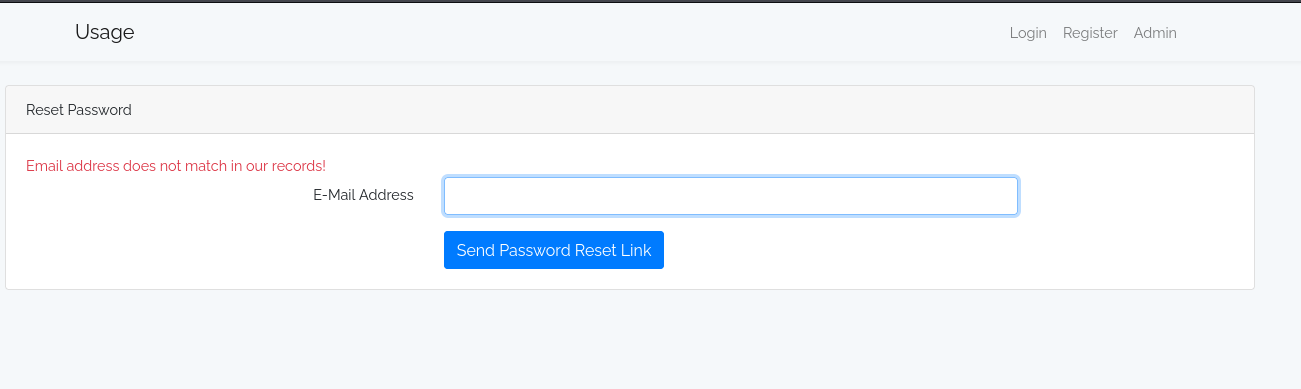 Usage
Login Register Admin
Reset Password
Email address does not match in our records!
E-Mail Address
Send Password Reset Link